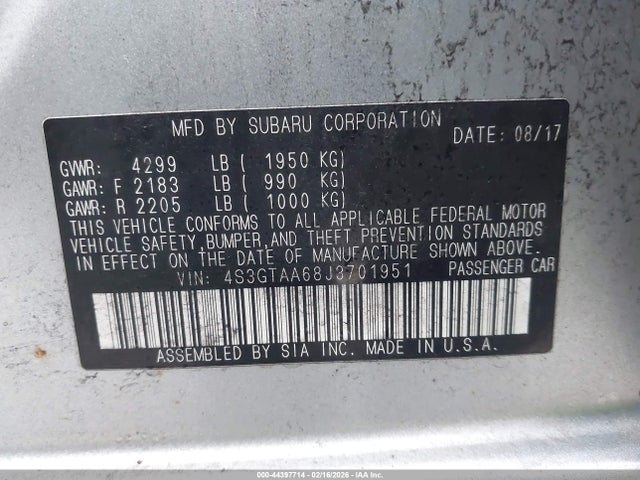 MFD BY SUBARU CORPORATION DATE: 08/17
GVWR: 4299 LB ( 1950 KG)
GAWR: F 2183 LB ( 990 KG)
GAWR: R 2205 LB ( 1000 KG)
THIS VEHICLE CONFORMS TO ALL APPLICABLE FEDERAL MOTOR
VEHICLE SAFETY, BUMPER, AND THEFT PREVENTION STANDARDS
IN EFFECT ON THE DATE OF MANUFACTURE SHOWN ABOVE.
VIN: 4S3GTAA68J3701951 PASSENGER CAR
ASSEMBLED BY SIA INC. MADE IN U.S.A.
000-44397714 - 02/16/2026 - COPYRIGHT IAA